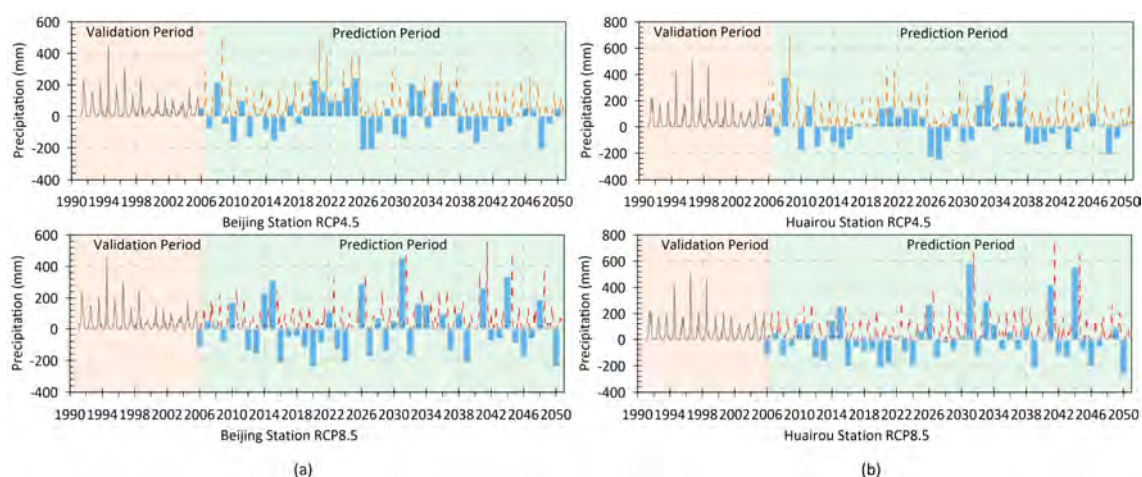 600
400
200
0
-200
-400
Precipitation (mm)
Validation Period
Prediction Period
1990 1994 1998 2002 2006 2010 2014 2018 2022 2026 2030 2034 2038 2042 2046 2050
Beijing Station RCP4.5
800
600
400
200
0
-200
-400
Precipitation (mm)
Validation Period
Prediction Period
1990 1994 1998 2002 2006 2010 2014 2018 2022 2026 2030 2034 2038 2042 2046 2050
Huairou Station RCP4.5
600
400
200
0
-200
-400
Precipitation (mm)
Validation Period
Prediction Period
1990 1994 1998 2002 2006 2010 2014 2018 2022 2026 2030 2034 2038 2042 2046 2050
Beijing Station RCP8.5
800
600
400
200
0
-200
-400
Precipitation (mm)
Validation Period
Prediction Period
1990 1994 1998 2002 2006 2010 2014 2018 2022 2026 2030 2034 2038 2042 2046 2050
Huairou Station RCP8.5
(a)
(b)